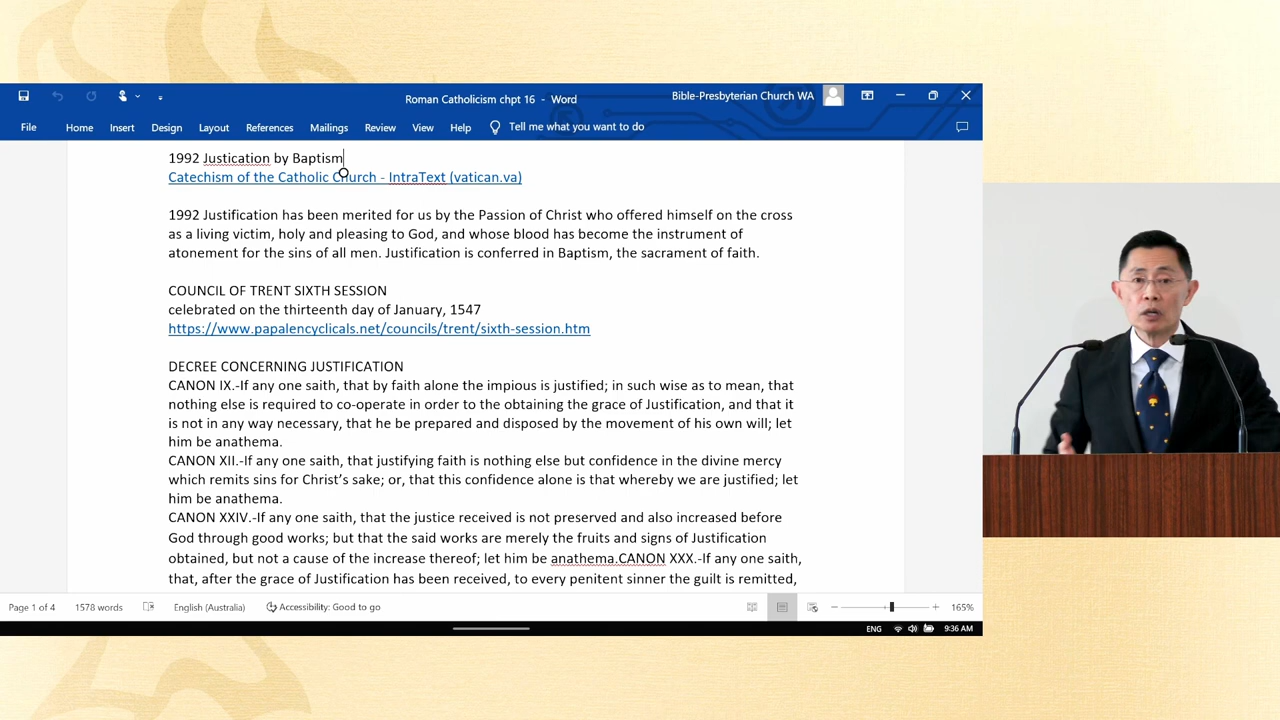 Roman Catholicism chpt 16 - Word
Bible-Presbyterian Church WA
File Home Insert Design Layout References Mailings Review View Help Tell me what you want to do
1992 Justication by Baptism
Catechism of the Catholic Church - IntraText (vatican.va)
1992 Justification has been merited for us by the Passion of Christ who offered himself on the cross
as a living victim, holy and pleasing to God, and whose blood has become the instrument of
atonement for the sins of all men. Justification is conferred in Baptism, the sacrament of faith.
COUNCIL OF TRENT SIXTH SESSION
celebrated on the thirteenth day of January, 1547
https://www.papalencyclicals.net/councils/trent/sixth-session.htm
DECREE CONCERNING JUSTIFICATION
CANON IX.-If any one saith, that by faith alone the impious is justified; in such wise as to mean, that
nothing else is required to co-operate in order to the obtaining the grace of Justification, and that it
is not in any way necessary, that he be prepared and disposed by the movement of his own will; let
him be anathema.
CANON XII.-If any one saith, that justifying faith is nothing else but confidence in the divine mercy
which remits sins for Christ's sake; or, that this confidence alone is that whereby we are justified; let
him be anathema.
CANON XXIV.-If any one saith, that the justice received is not preserved and also increased before
God through good works; but that the said works are merely the fruits and signs of Justification
obtained, but not a cause of the increase thereof; let him be anathema.CANON XXX.-If any one saith,
that, after the grace of Justification has been received, to every penitent sinner the guilt is remitted,
Page 1 of 4 1578 words English (Australia) Accessibility: Good to go 165%
ENG 9:36 AM